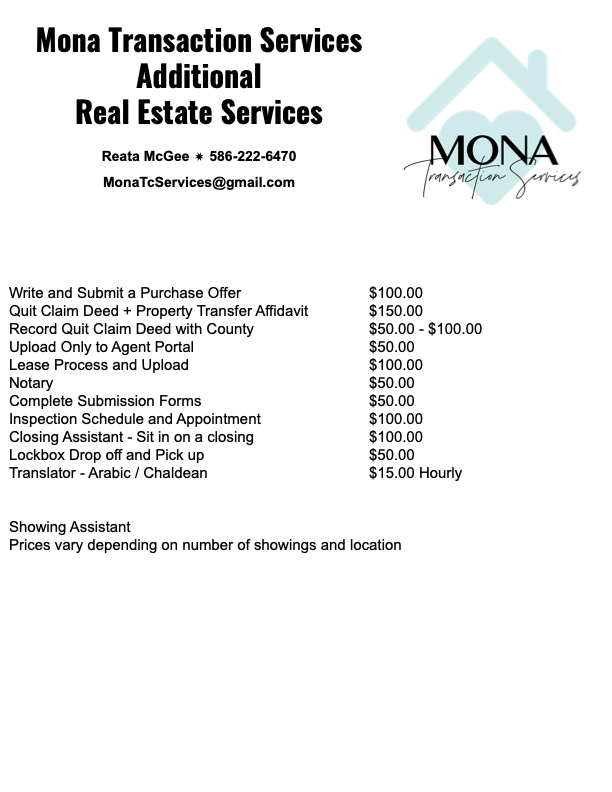 Mona Transaction Services
Additional
Real Estate Services
Reata McGee ✷ 586-222-6470
MonaTcServices@gmail.com
MONA
Transaction Services
Write and Submit a Purchase Offer $100.00
Quit Claim Deed + Property Transfer Affidavit $150.00
Record Quit Claim Deed with County $50.00 - $100.00
Upload Only to Agent Portal $50.00
Lease Process and Upload $100.00
Notary $50.00
Complete Submission Forms $50.00
Inspection Schedule and Appointment $100.00
Closing Assistant - Sit in on a closing $100.00
Lockbox Drop off and Pick up $50.00
Translator - Arabic / Chaldean $15.00 Hourly
Showing Assistant
Prices vary depending on number of showings and location